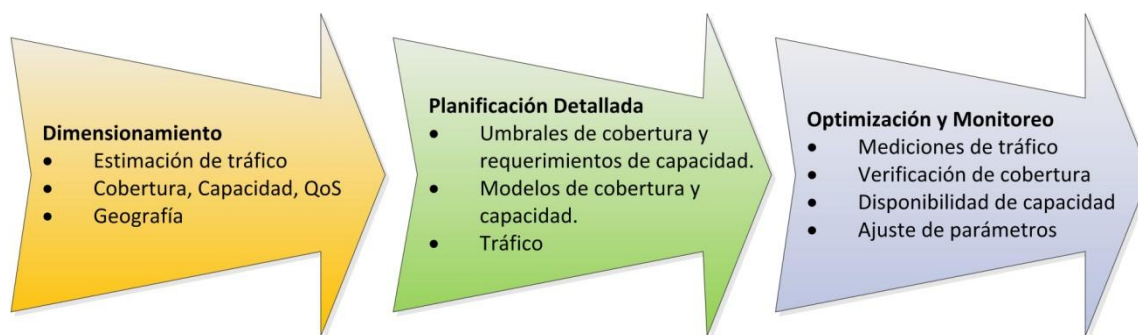 Dimensionamiento
• Estimación de tráfico
• Cobertura, Capacidad, QoS
• Geografía
Planificación Detallada
• Umbrales de cobertura y
requerimientos de capacidad.
• Modelos de cobertura y
capacidad.
• Tráfico
Optimización y Monitoreo
• Mediciones de tráfico
• Verificación de cobertura
• Disponibilidad de capacidad
• Ajuste de parámetros